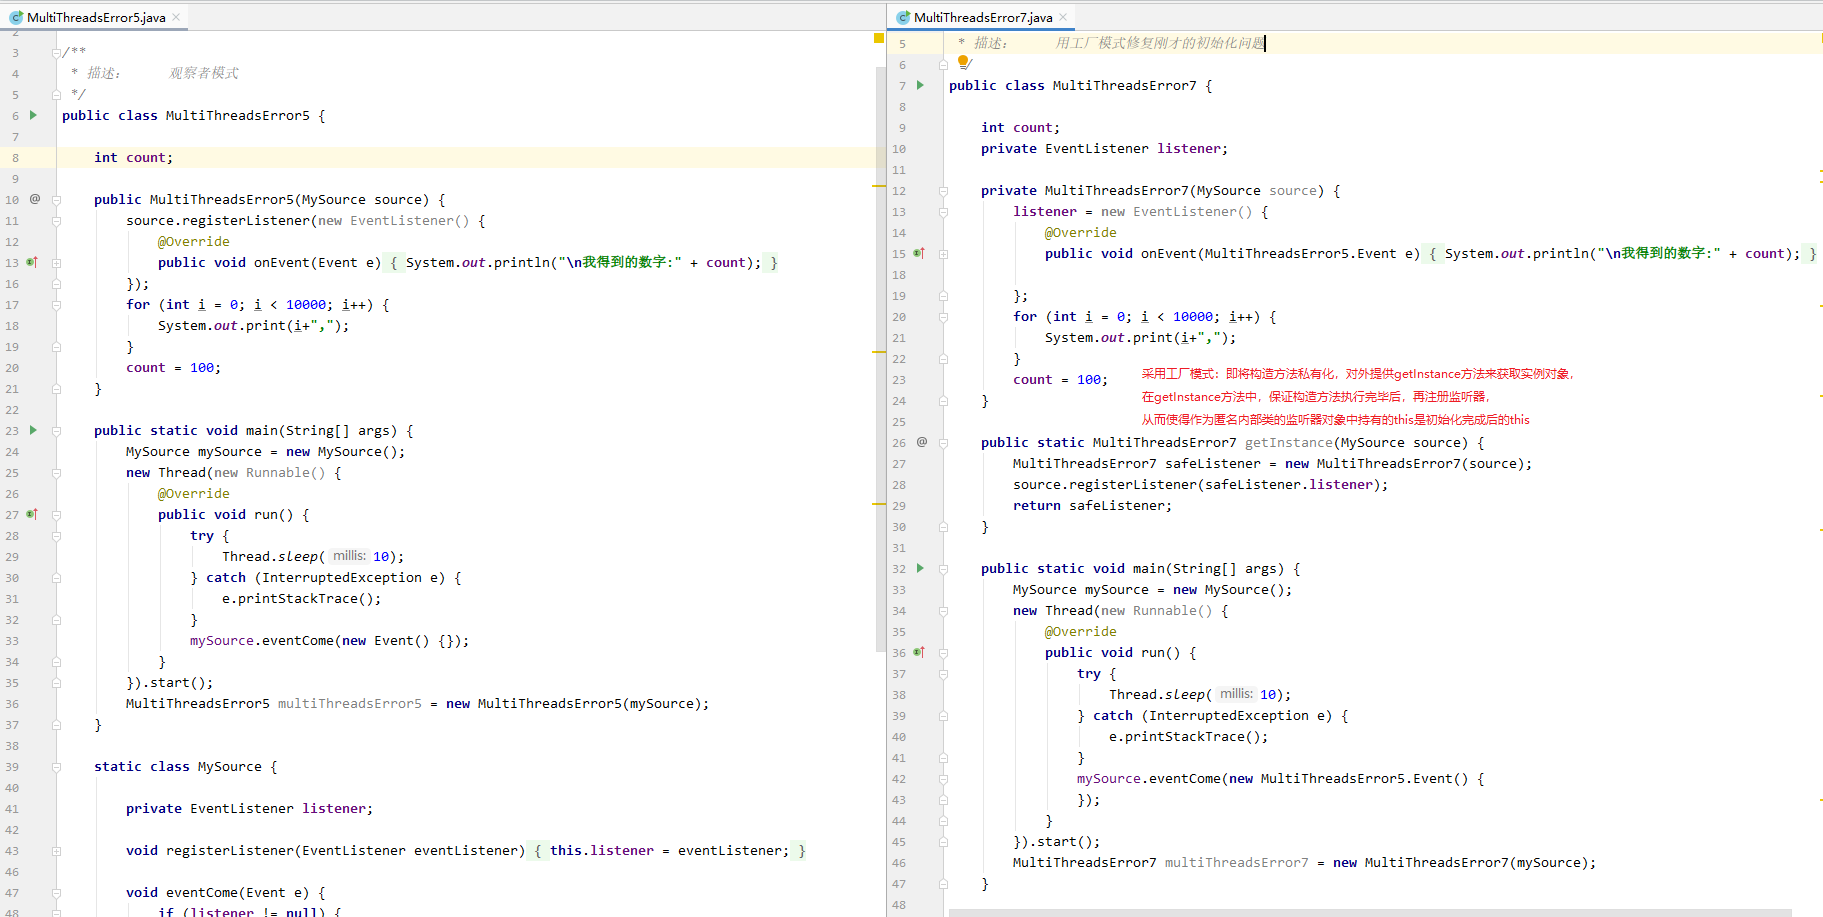 MultiThreadsError5.java
2
3 /**
4 * 描述：  观察者模式
5 */
6 public class MultiThreadsError5 {
7
8 int count;
9
10 public MultiThreadsError5(MySource source) {
11 source.registerListener(new EventListener() {
12 @Override
13 public void onEvent(Event e) { System.out.println("\n我得到的数字:" + count); }
16 });
17 for (int i = 0; i < 10000; i++) {
18 System.out.print(i+",");
19 }
20 count = 100;
21 }
22
23 public static void main(String[] args) {
24 MySource mySource = new MySource();
25 new Thread(new Runnable() {
26 @Override
27 public void run() {
28 try {
29 Thread.sleep( millis: 10);
30 } catch (InterruptedException e) {
31 e.printStackTrace();
32 }
33 mySource.eventCome(new Event() {});
34 }
35 }).start();
36 MultiThreadsError5 multiThreadsError5 = new MultiThreadsError5(mySource);
37 }
38
39 static class MySource {
40
41 private EventListener listener;
42
43 void registerListener(EventListener eventListener) { this.listener = eventListener; }
46
47 void eventCome(Event e) {
48 if (listener != null) {
MultiThreadsError7.java
5 * 描述：  用工厂模式修复刚才的初始化问题
6 */
7 public class MultiThreadsError7 {
8
9 int count;
10 private EventListener listener;
11
12 private MultiThreadsError7(MySource source) {
13 listener = new EventListener() {
14 @Override
15 public void onEvent(MultiThreadsError5.Event e) { System.out.println("\n我得到的数字:" + count); }
18
19 };
20 for (int i = 0; i < 10000; i++) {
21 System.out.print(i+",");
22 }
23 count = 100;
采用工厂模式：即将构造方法私有化，对外提供getInstance方法来获取实例对象，
24 }
在getInstance方法中，保证构造方法执行完毕后，再注册监听器，
25
从而使得作为匿名内部类的监听器对象中持有的this是初始化完成后的this
26 public static MultiThreadsError7 getInstance(MySource source) {
27 MultiThreadsError7 safeListener = new MultiThreadsError7(source);
28 source.registerListener(safeListener.listener);
29 return safeListener;
30 }
31
32 public static void main(String[] args) {
33 MySource mySource = new MySource();
34 new Thread(new Runnable() {
35 @Override
36 public void run() {
37 try {
38 Thread.sleep( millis: 10);
39 } catch (InterruptedException e) {
40 e.printStackTrace();
41 }
42 mySource.eventCome(new MultiThreadsError5.Event() {
43 });
44 }
45 }).start();
46 MultiThreadsError7 multiThreadsError7 = new MultiThreadsError7(mySource);
47 }
48